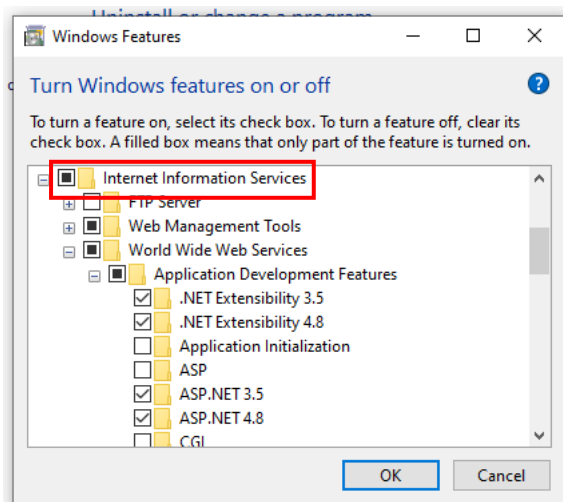 Uninstall or change a program
Windows Features
Turn Windows features on or off
?
To turn a feature on, select its check box. To turn a feature off, clear its
check box. A filled box means that only part of the feature is turned on.
Internet Information Services
FTP Server
Web Management Tools
World Wide Web Services
Application Development Features
.NET Extensibility 3.5
.NET Extensibility 4.8
Application Initialization
ASP
ASP.NET 3.5
ASP.NET 4.8
CGI
OK Cancel